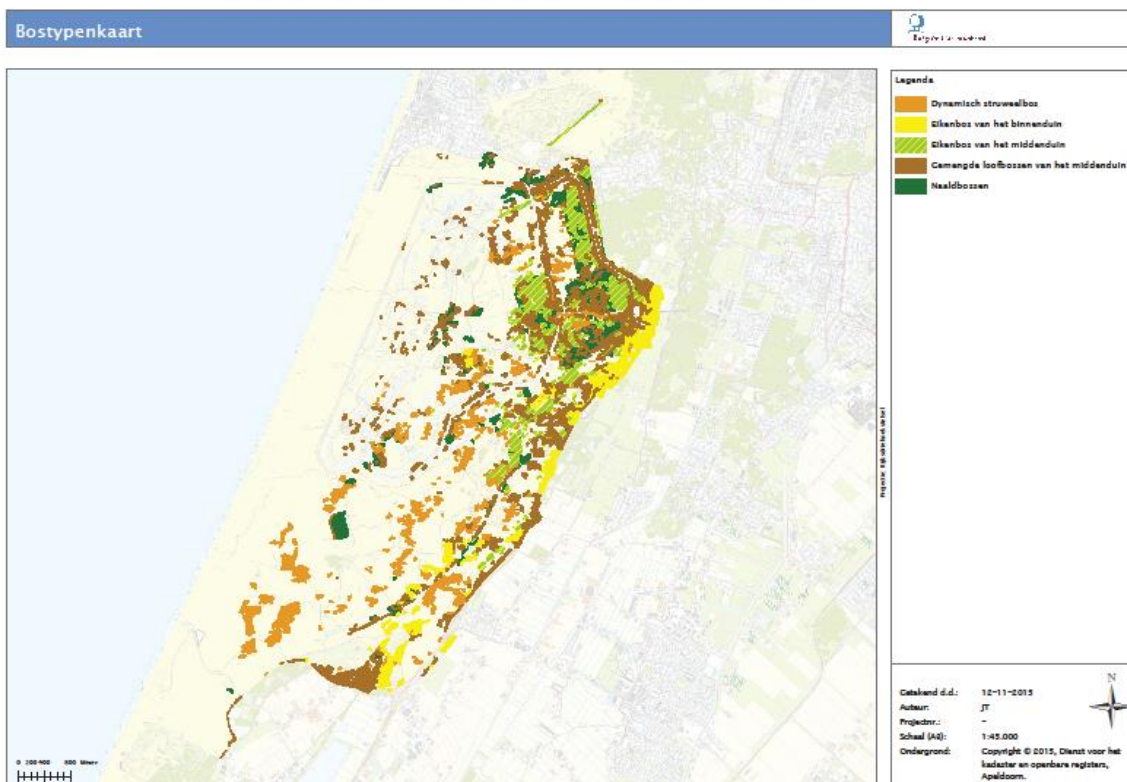 Bostypenkaart
Legenda
Dynamisch struweelbos
Eikenbos van het binnenduin
Eikenbos van het middenduin
Gemengde loofbossen van het middenduin
Naaldbossen
Getekend d.d.: 12-11-2015
Auteur: JT
Projectnr.: -
Schaal (A3): 1:45.000
Ondergrond: Copyright © 2015, Dienst voor het
kadaster en openbare registers,
Apeldoorn.
N